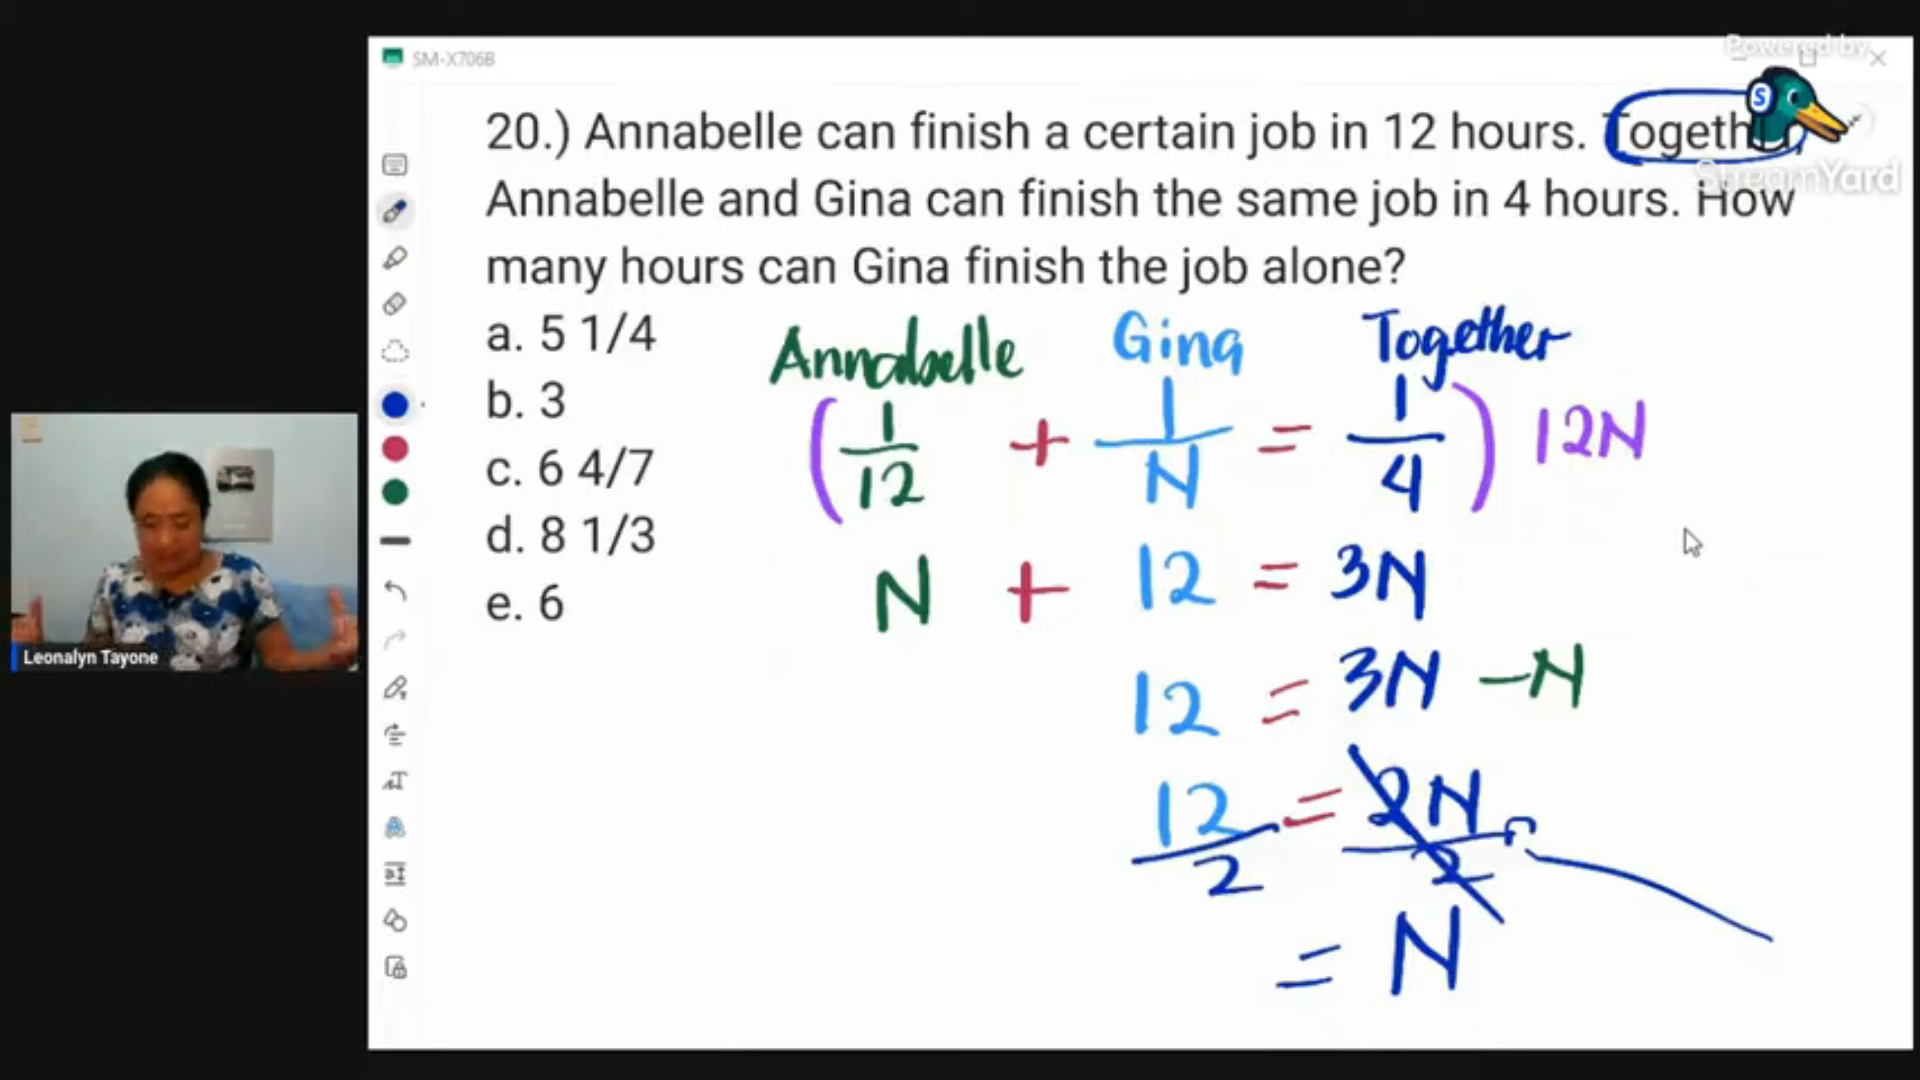 Powered by
SM-X706B
20.) Annabelle can finish a certain job in 12 hours. Together,
StreamYard
Annabelle and Gina can finish the same job in 4 hours. How
many hours can Gina finish the job alone?
a. 5 1/4
b. 3
c. 6 4/7
d. 8 1/3
e. 6
Annabelle Gina Together
( 1/12 + 1/N = 1/4 ) 12N
N + 12 = 3N
12 = 3N - N
12/2 = 2N/2
= N
Leonalyn Tayone